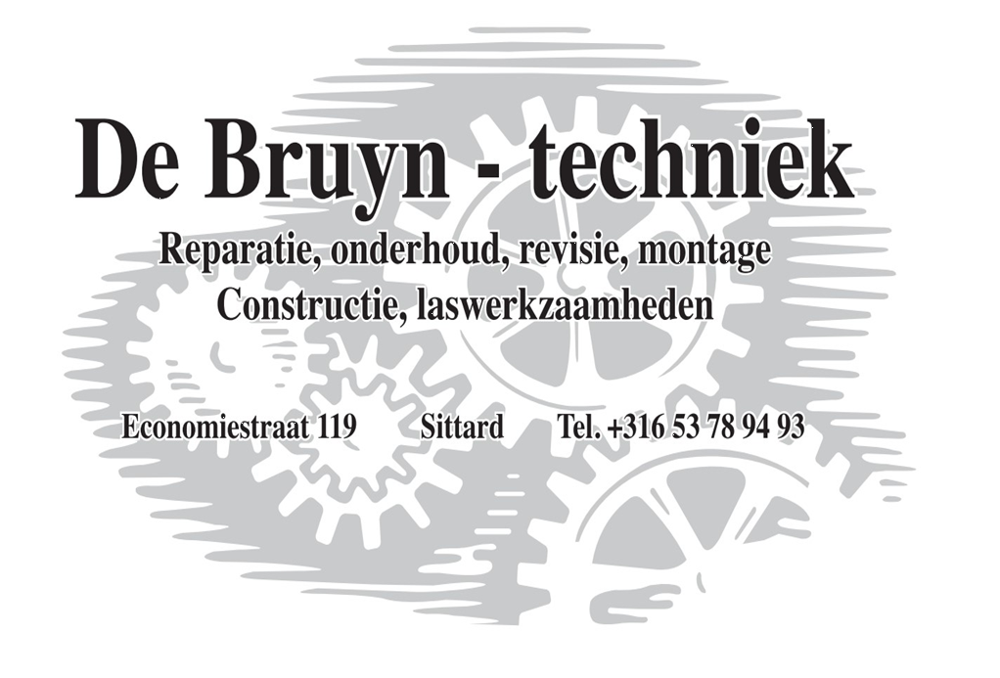 De Bruyn - techniek
Reparatie, onderhoud, revisie, montage
Constructie, laswerkzaamheden
Economiestraat 119 Sittard Tel. +316 53 78 94 93